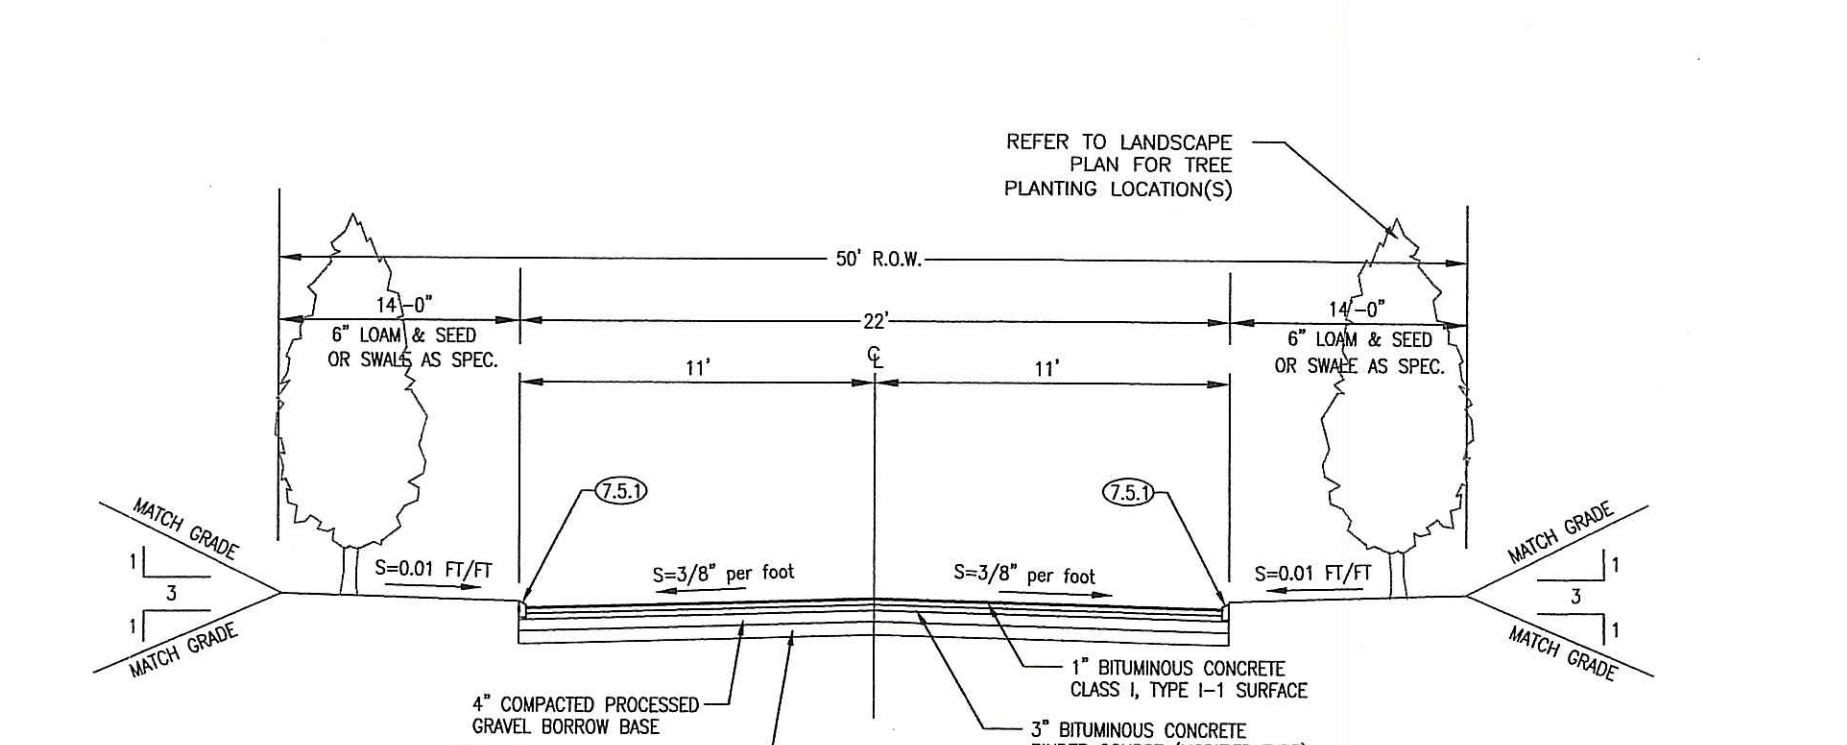 REFER TO LANDSCAPE
PLAN FOR TREE
PLANTING LOCATION(S)
50' R.O.W.
14'-0"
22'
14'-0"
6" LOAM & SEED
OR SWALE AS SPEC.
6" LOAM & SEED
OR SWALE AS SPEC.
℄
11'
11'
7.5.1
7.5.1
MATCH GRADE
MATCH GRADE
1
3
1
S=0.01 FT/FT
S=3/8" per foot
S=3/8" per foot
S=0.01 FT/FT
1
3
1
MATCH GRADE
MATCH GRADE
1" BITUMINOUS CONCRETE
CLASS I, TYPE I-1 SURFACE
4" COMPACTED PROCESSED
GRAVEL BORROW BASE
3" BITUMINOUS CONCRETE